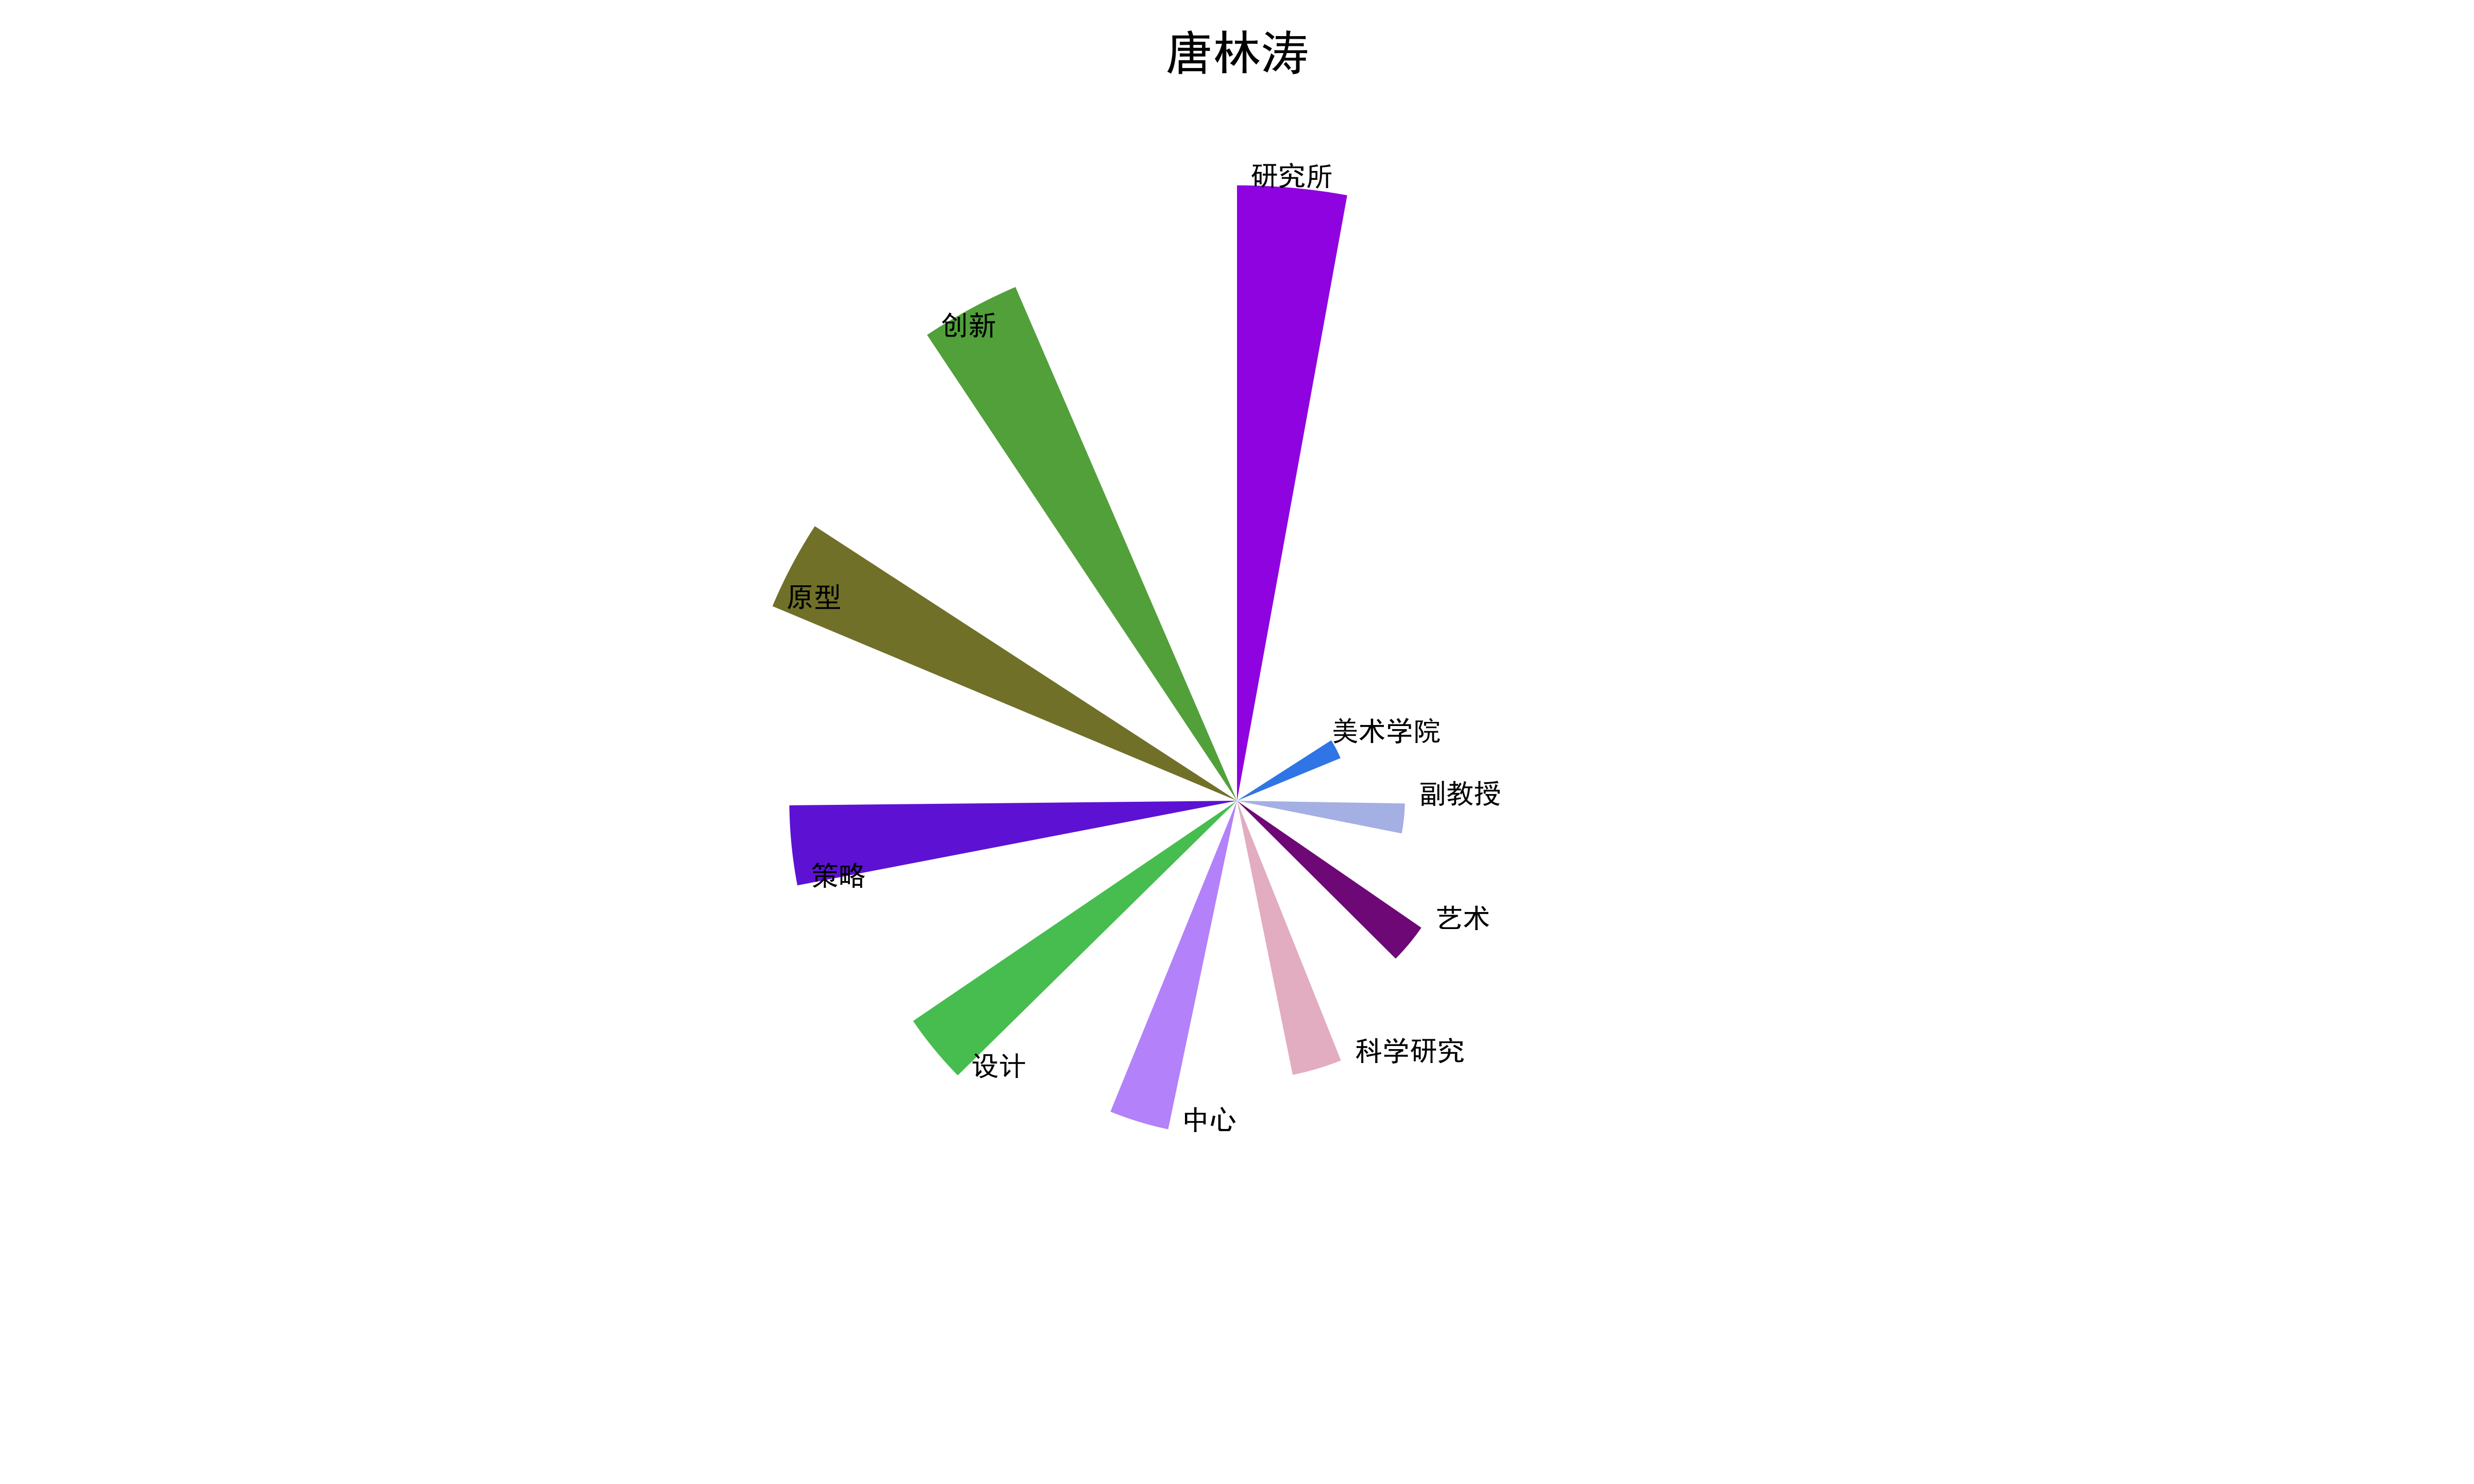 唐林涛
研究所
创新
原型
美术学院
副教授
策略
艺术
科学研究
设计
中心